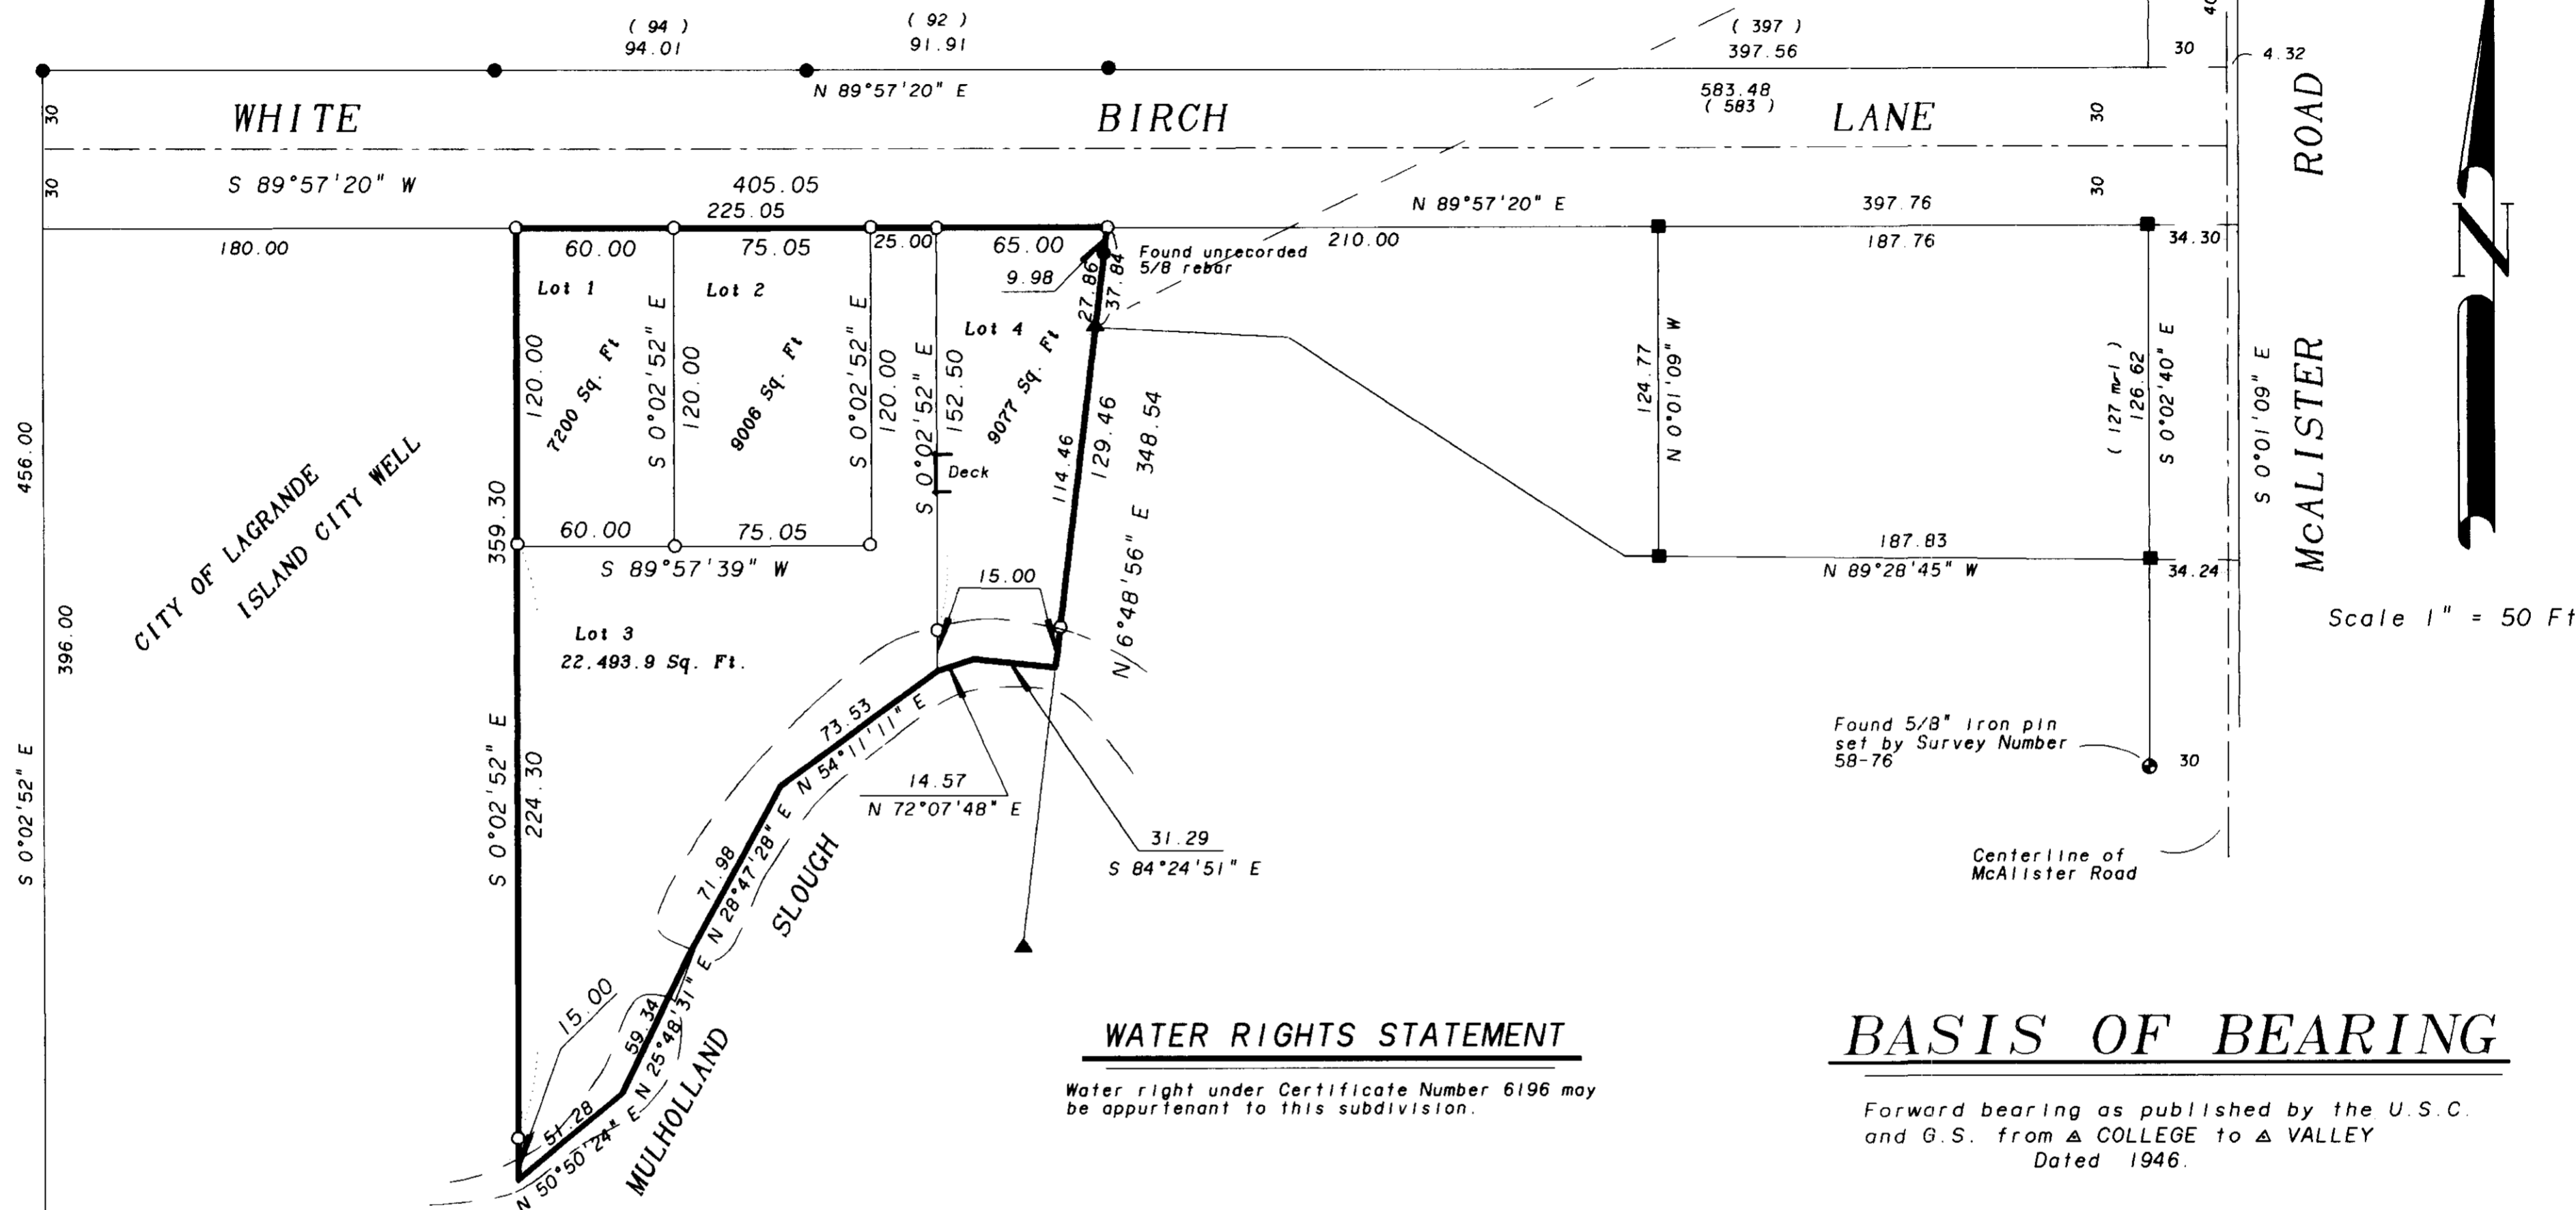 ( 94 )
94.01
( 92 )
91.91
( 397 )
397.56
40
30
4.32
N 89°57'20" E
583.48
( 583 )
30
WHITE BIRCH LANE
30
ROAD
30
S 89°57'20" W
405.05
30
225.05
N 89°57'20" E
397.76
180.00
60.00
75.05
25.00
65.00
210.00
187.76
34.30
Found unrecorded
5/8 rebar
9.98
27.86
37.84
Lot 1
Lot 2
Lot 4
120.00
7200 Sq. Ft
S 0°02'52" E
120.00
9006 Sq. Ft
S 0°02'52" E
120.00
S 0°02'52" E
152.50
9077 Sq. Ft
Deck
114.46
129.46
N 6°48'56" E 348.54
124.77
N 0°01'09" W
( 127 m-l )
126.62
S 0°02'40" E
S 0°01'09" E
McALISTER
N
456.00
CITY OF LAGRANDE
ISLAND CITY WELL
359.30
60.00
75.05
S 89°57'39" W
15.00
187.83
N 89°28'45" W
34.24
Scale 1" = 50 Ft
396.00
Lot 3
22,493.9 Sq. Ft.
S 0°02'52" E
S 0°02'52" E
224.30
73.53
N 54°11'11" E
14.57
N 72°07'48" E
31.29
S 84°24'51" E
Found 5/8" iron pin
set by Survey Number
58-76
30
Centerline of
McAlister Road
71.98
N 28°47'28" E
SLOUGH
15.00
59.34
N 25°48'31" E
MULHOLLAND
51.28
N 50°50'24" E
WATER RIGHTS STATEMENT
Water right under Certificate Number 6196 may
be appurtenant to this subdivision.
BASIS OF BEARING
Forward bearing as published by the U.S.C.
and G.S. from △ COLLEGE to △ VALLEY
Dated 1946.